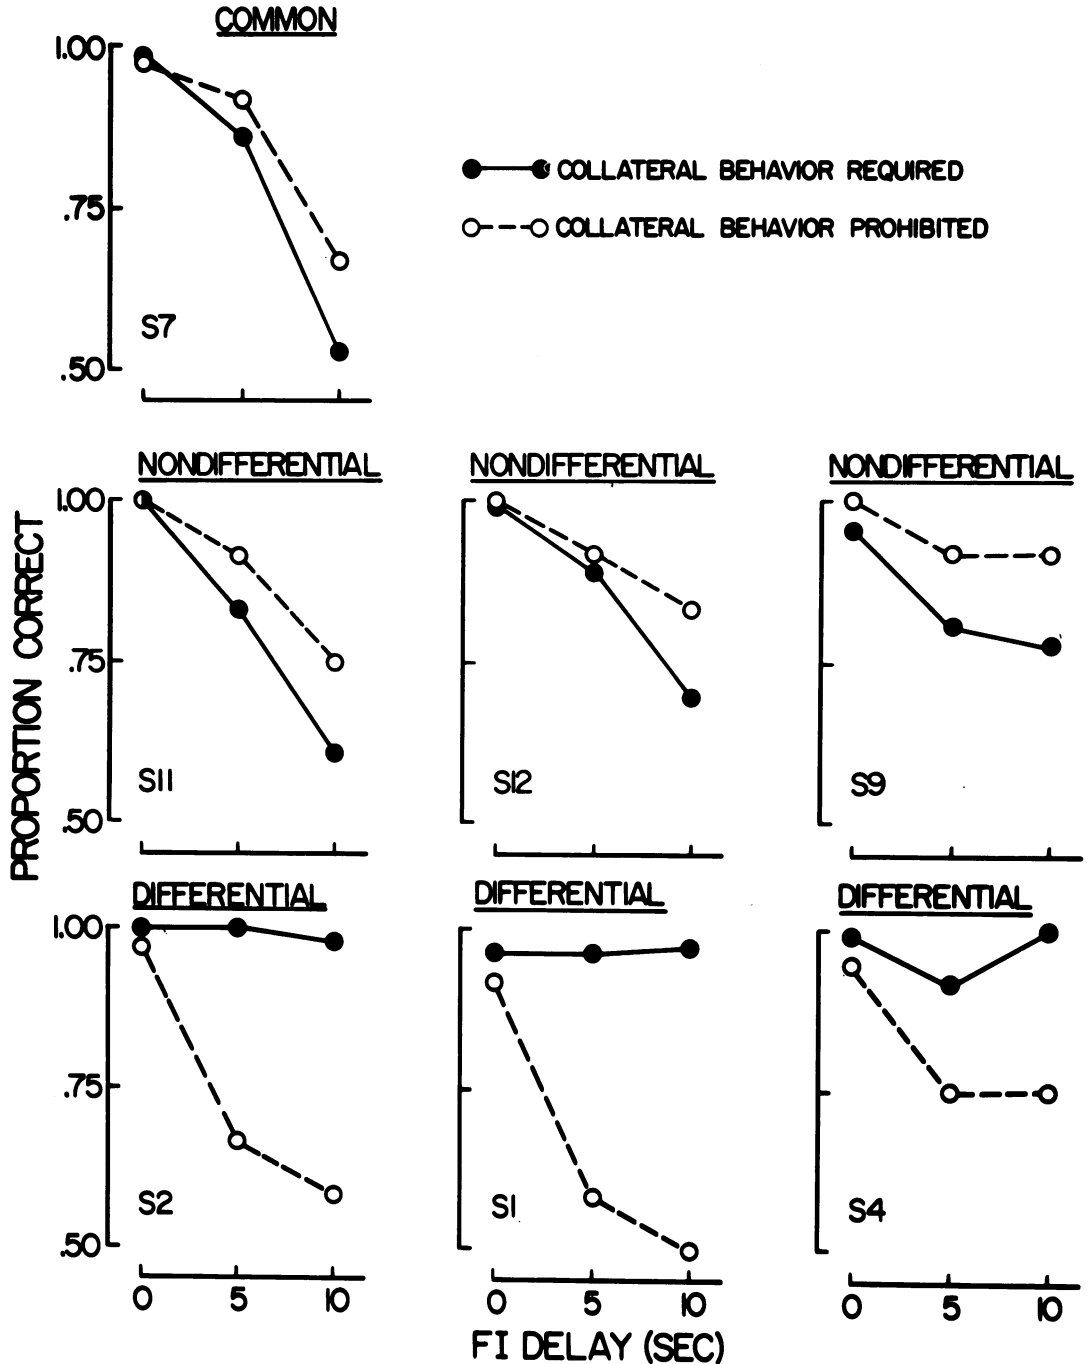 COMMON
1.00
.75
.50
S7
COLLATERAL BEHAVIOR REQUIRED
COLLATERAL BEHAVIOR PROHIBITED
PROPORTION CORRECT
NONDIFFERENTIAL
NONDIFFERENTIAL
NONDIFFERENTIAL
1.00
.75
.50
S11
S12
S9
DIFFERENTIAL
DIFFERENTIAL
DIFFERENTIAL
1.00
.75
.50
S2
S1
S4
0 5 10
0 5 10
0 5 10
FI DELAY (SEC)